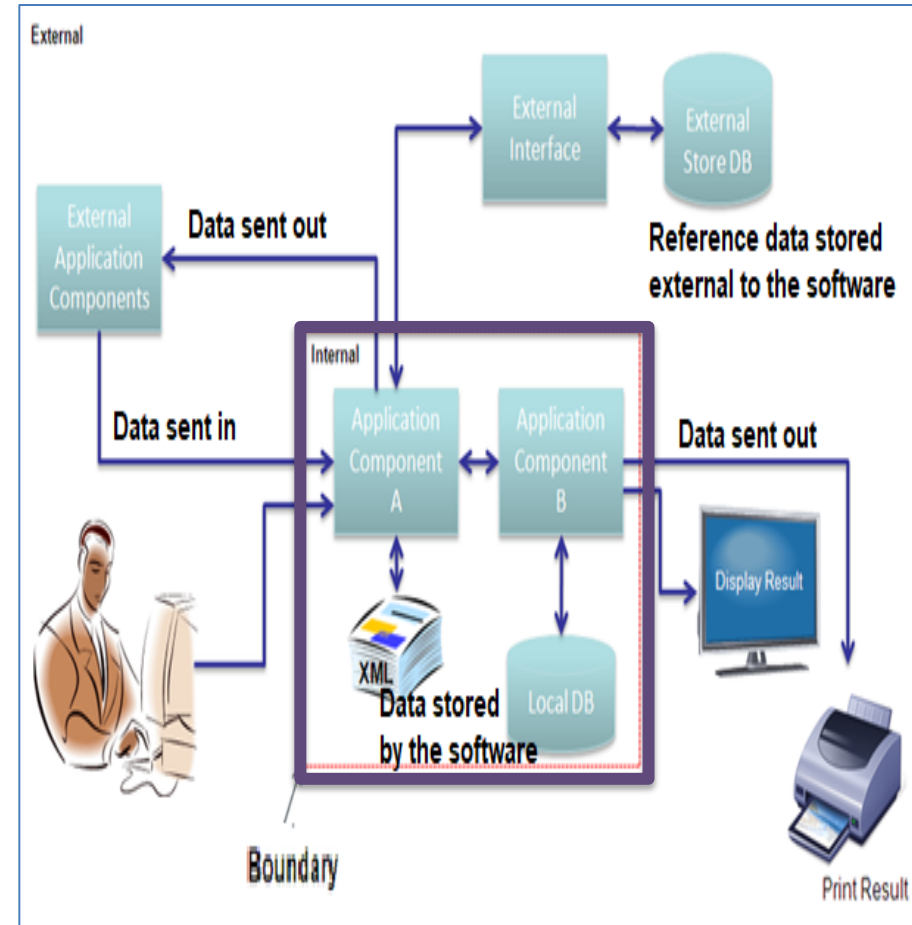 External
External
Interface
External
Store DB
External
Application
Components
Data sent out
Reference data stored
external to the software
Internal
Data sent in
Application
Component
A
Application
Component
B
Data sent out
Display Result
XML
Data stored
by the software
Local DB
Boundary
Print Result